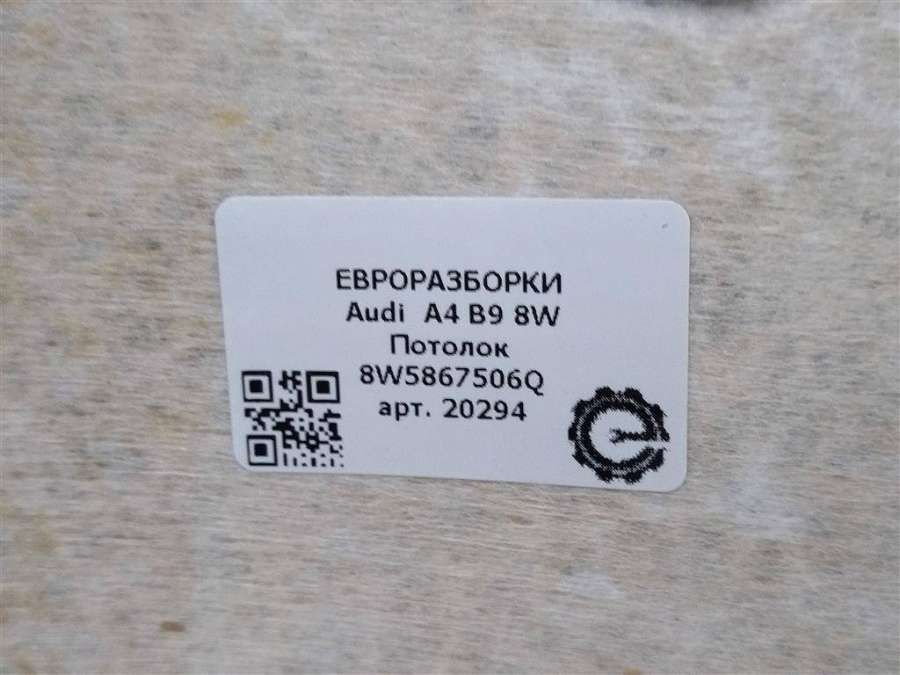 ЕВРОРАЗБОРКИ
Audi A4 B9 8W
Потолок
8W5867506Q
арт. 20294